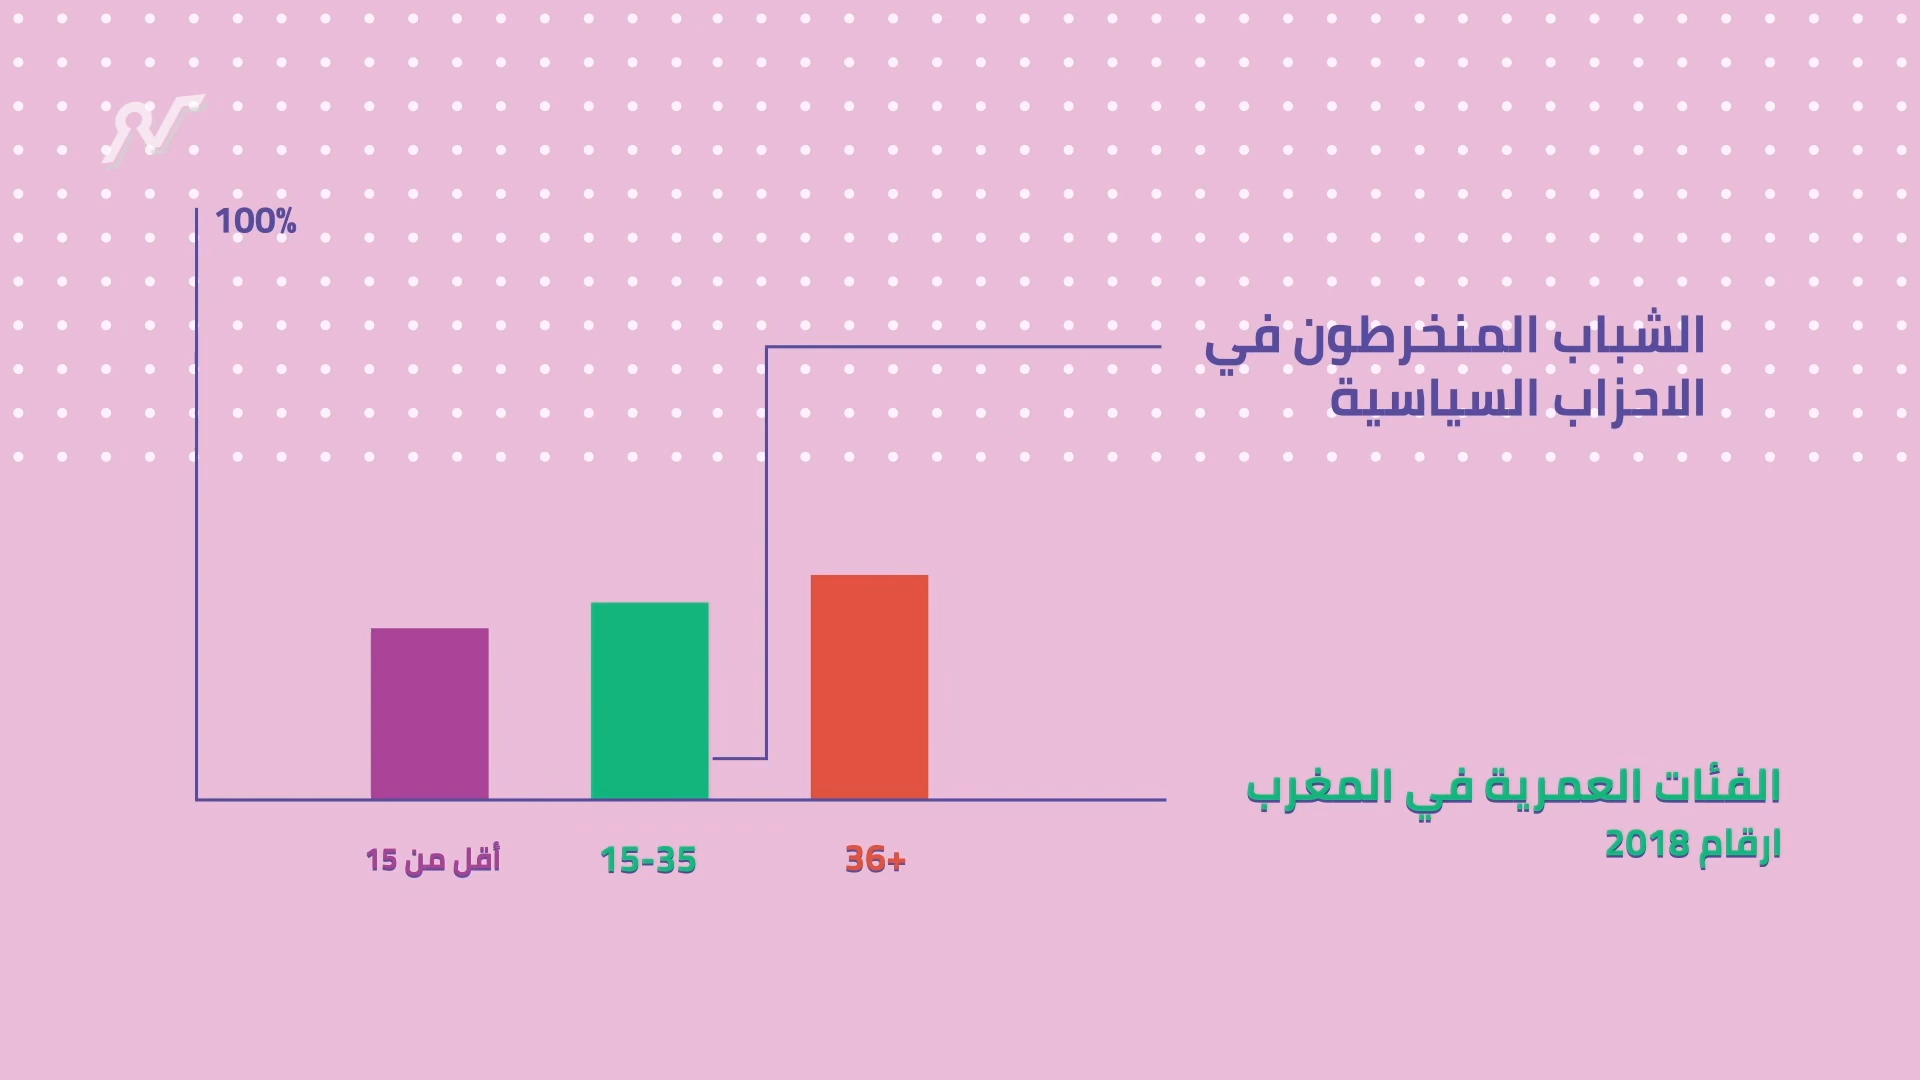 100%
الشباب المنخرطون في
الاحزاب السياسية
الفئات العمرية في المغرب
ارقام 2018
أقل من 15
15-35
36+